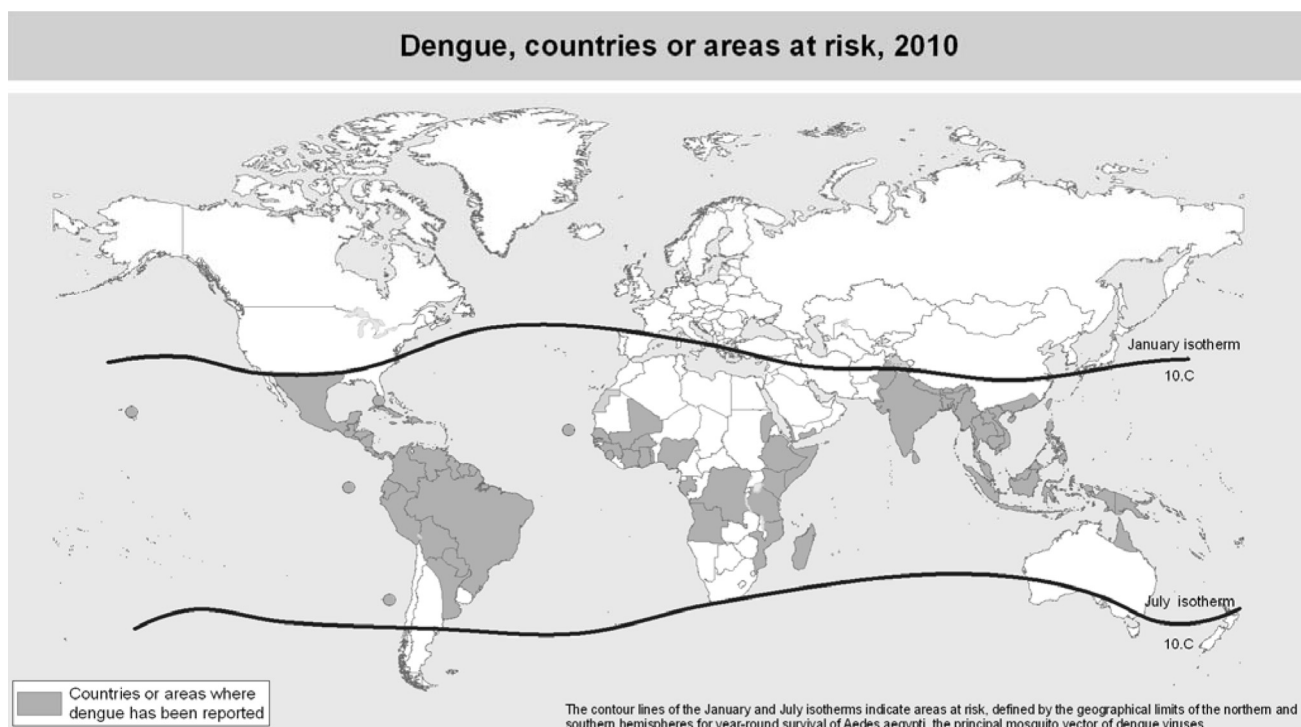 Dengue, countries or areas at risk, 2010
January isotherm
10.C
July isotherm
10.C
Countries or areas where
dengue has been reported
The contour lines of the January and July isotherms indicate areas at risk, defined by the geographical limits of the northern and
southern hemispheres for year-round survival of Aedes aegypti, the principal mosquito vector of dengue viruses.